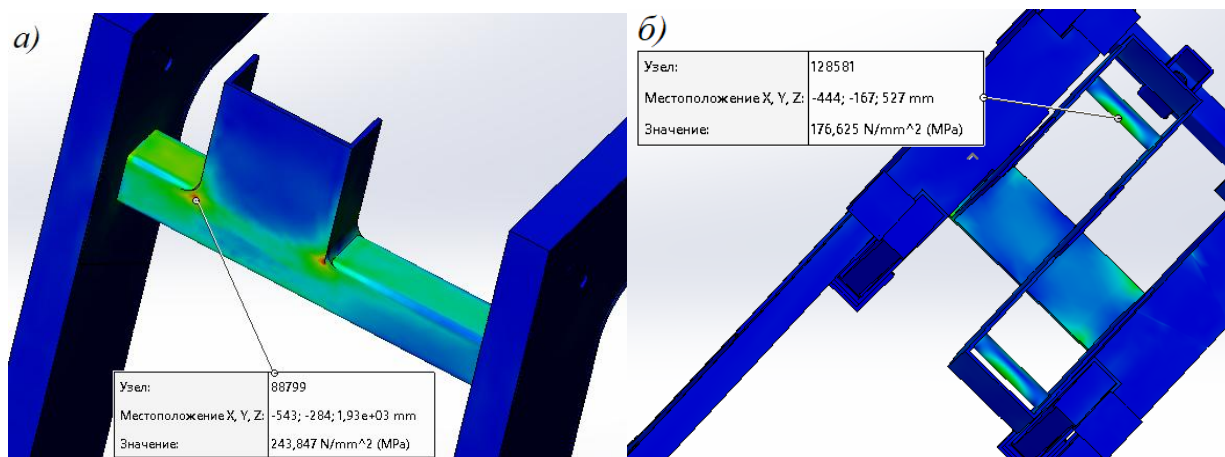 а)
Узел: 88799
Местоположение X, Y, Z: -543; -284; 1,93e+03 mm
Значение: 243,847 N/mm^2 (MPa)
б)
Узел: 128581
Местоположение X, Y, Z: -444; -167; 527 mm
Значение: 176,625 N/mm^2 (MPa)